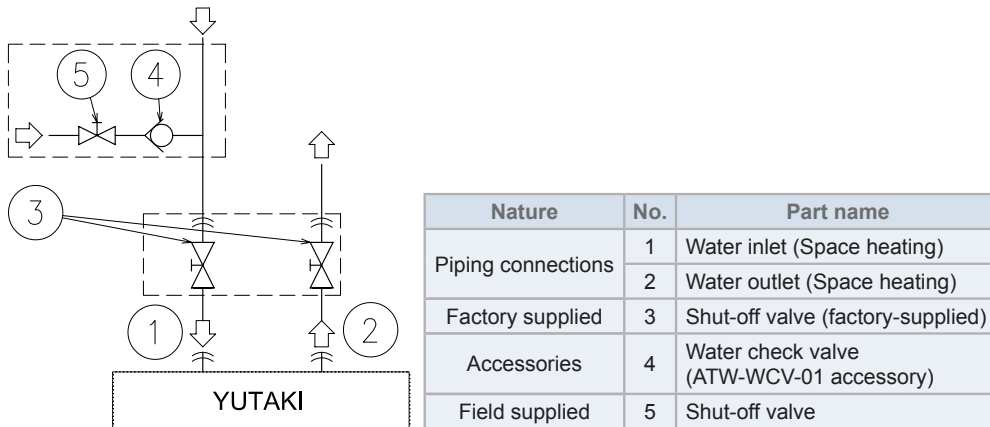 5
4
3
1
2
YUTAKI
Nature No. Part name
Piping connections
1 Water inlet (Space heating)
2 Water outlet (Space heating)
Factory supplied 3 Shut-off valve (factory-supplied)
Accessories 4 Water check valve
(ATW-WCV-01 accessory)
Field supplied 5 Shut-off valve